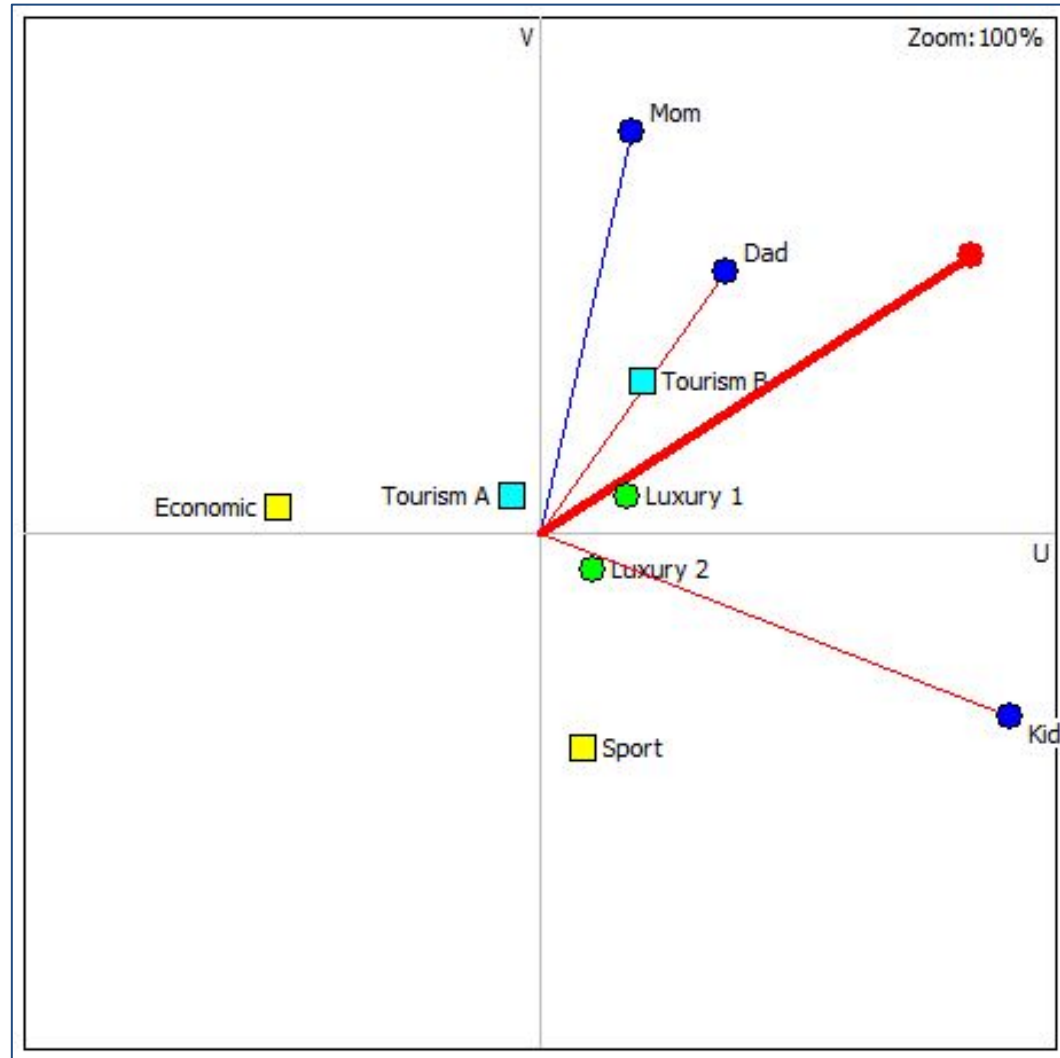 V
Zoom:100%
Mom
Dad
Tourism B
Economic
Tourism A
Luxury 1
U
Luxury 2
Kid
Sport